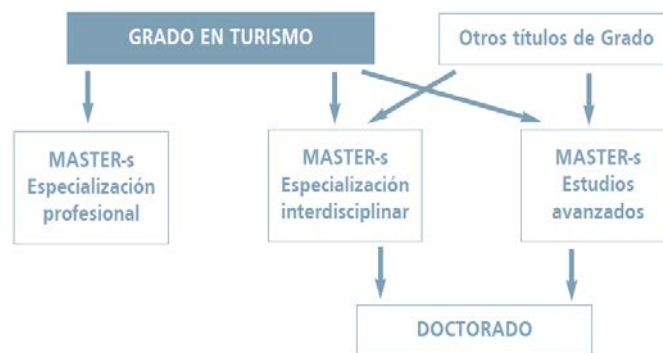 GRADO EN TURISMO
Otros títulos de Grado
MASTER-s
Especialización
profesional
MASTER-s
Especialización
interdisciplinar
MASTER-s
Estudios
avanzados
DOCTORADO